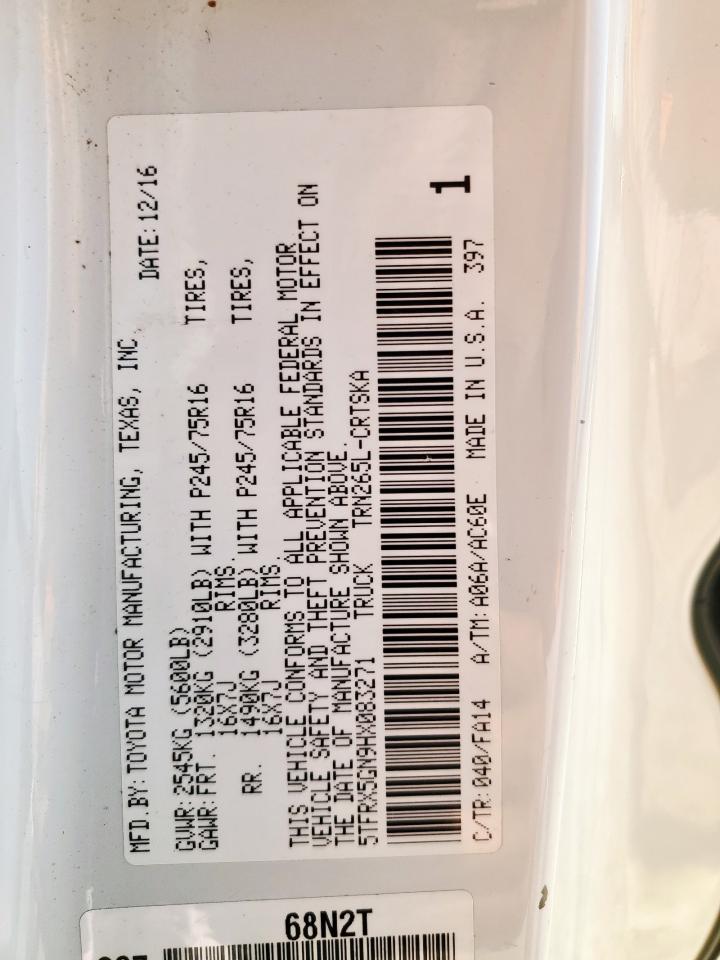 MFD.BY:TOYOTA MOTOR MANUFACTURING, TEXAS, INC.
DATE:12/16
GVWR:2545KG (5600LB)
GAWR:FRT. 1320KG (2910LB) WITH P245/75R16 TIRES,
16X7J RIMS.
RR. 1490KG (3280LB) WITH P245/75R16 TIRES,
16X7J RIMS.
THIS VEHICLE CONFORMS TO ALL APPLICABLE FEDERAL MOTOR
VEHICLE SAFETY AND THEFT PREVENTION STANDARDS IN EFFECT ON
THE DATE OF MANUFACTURE SHOWN ABOVE.
5TFRX5GN9HX083271 TRUCK TRN265L-CRTSKA
1
C/TR:040/FA14 A/TM:A06A/AC60E MADE IN U.S.A. 397
68N2T